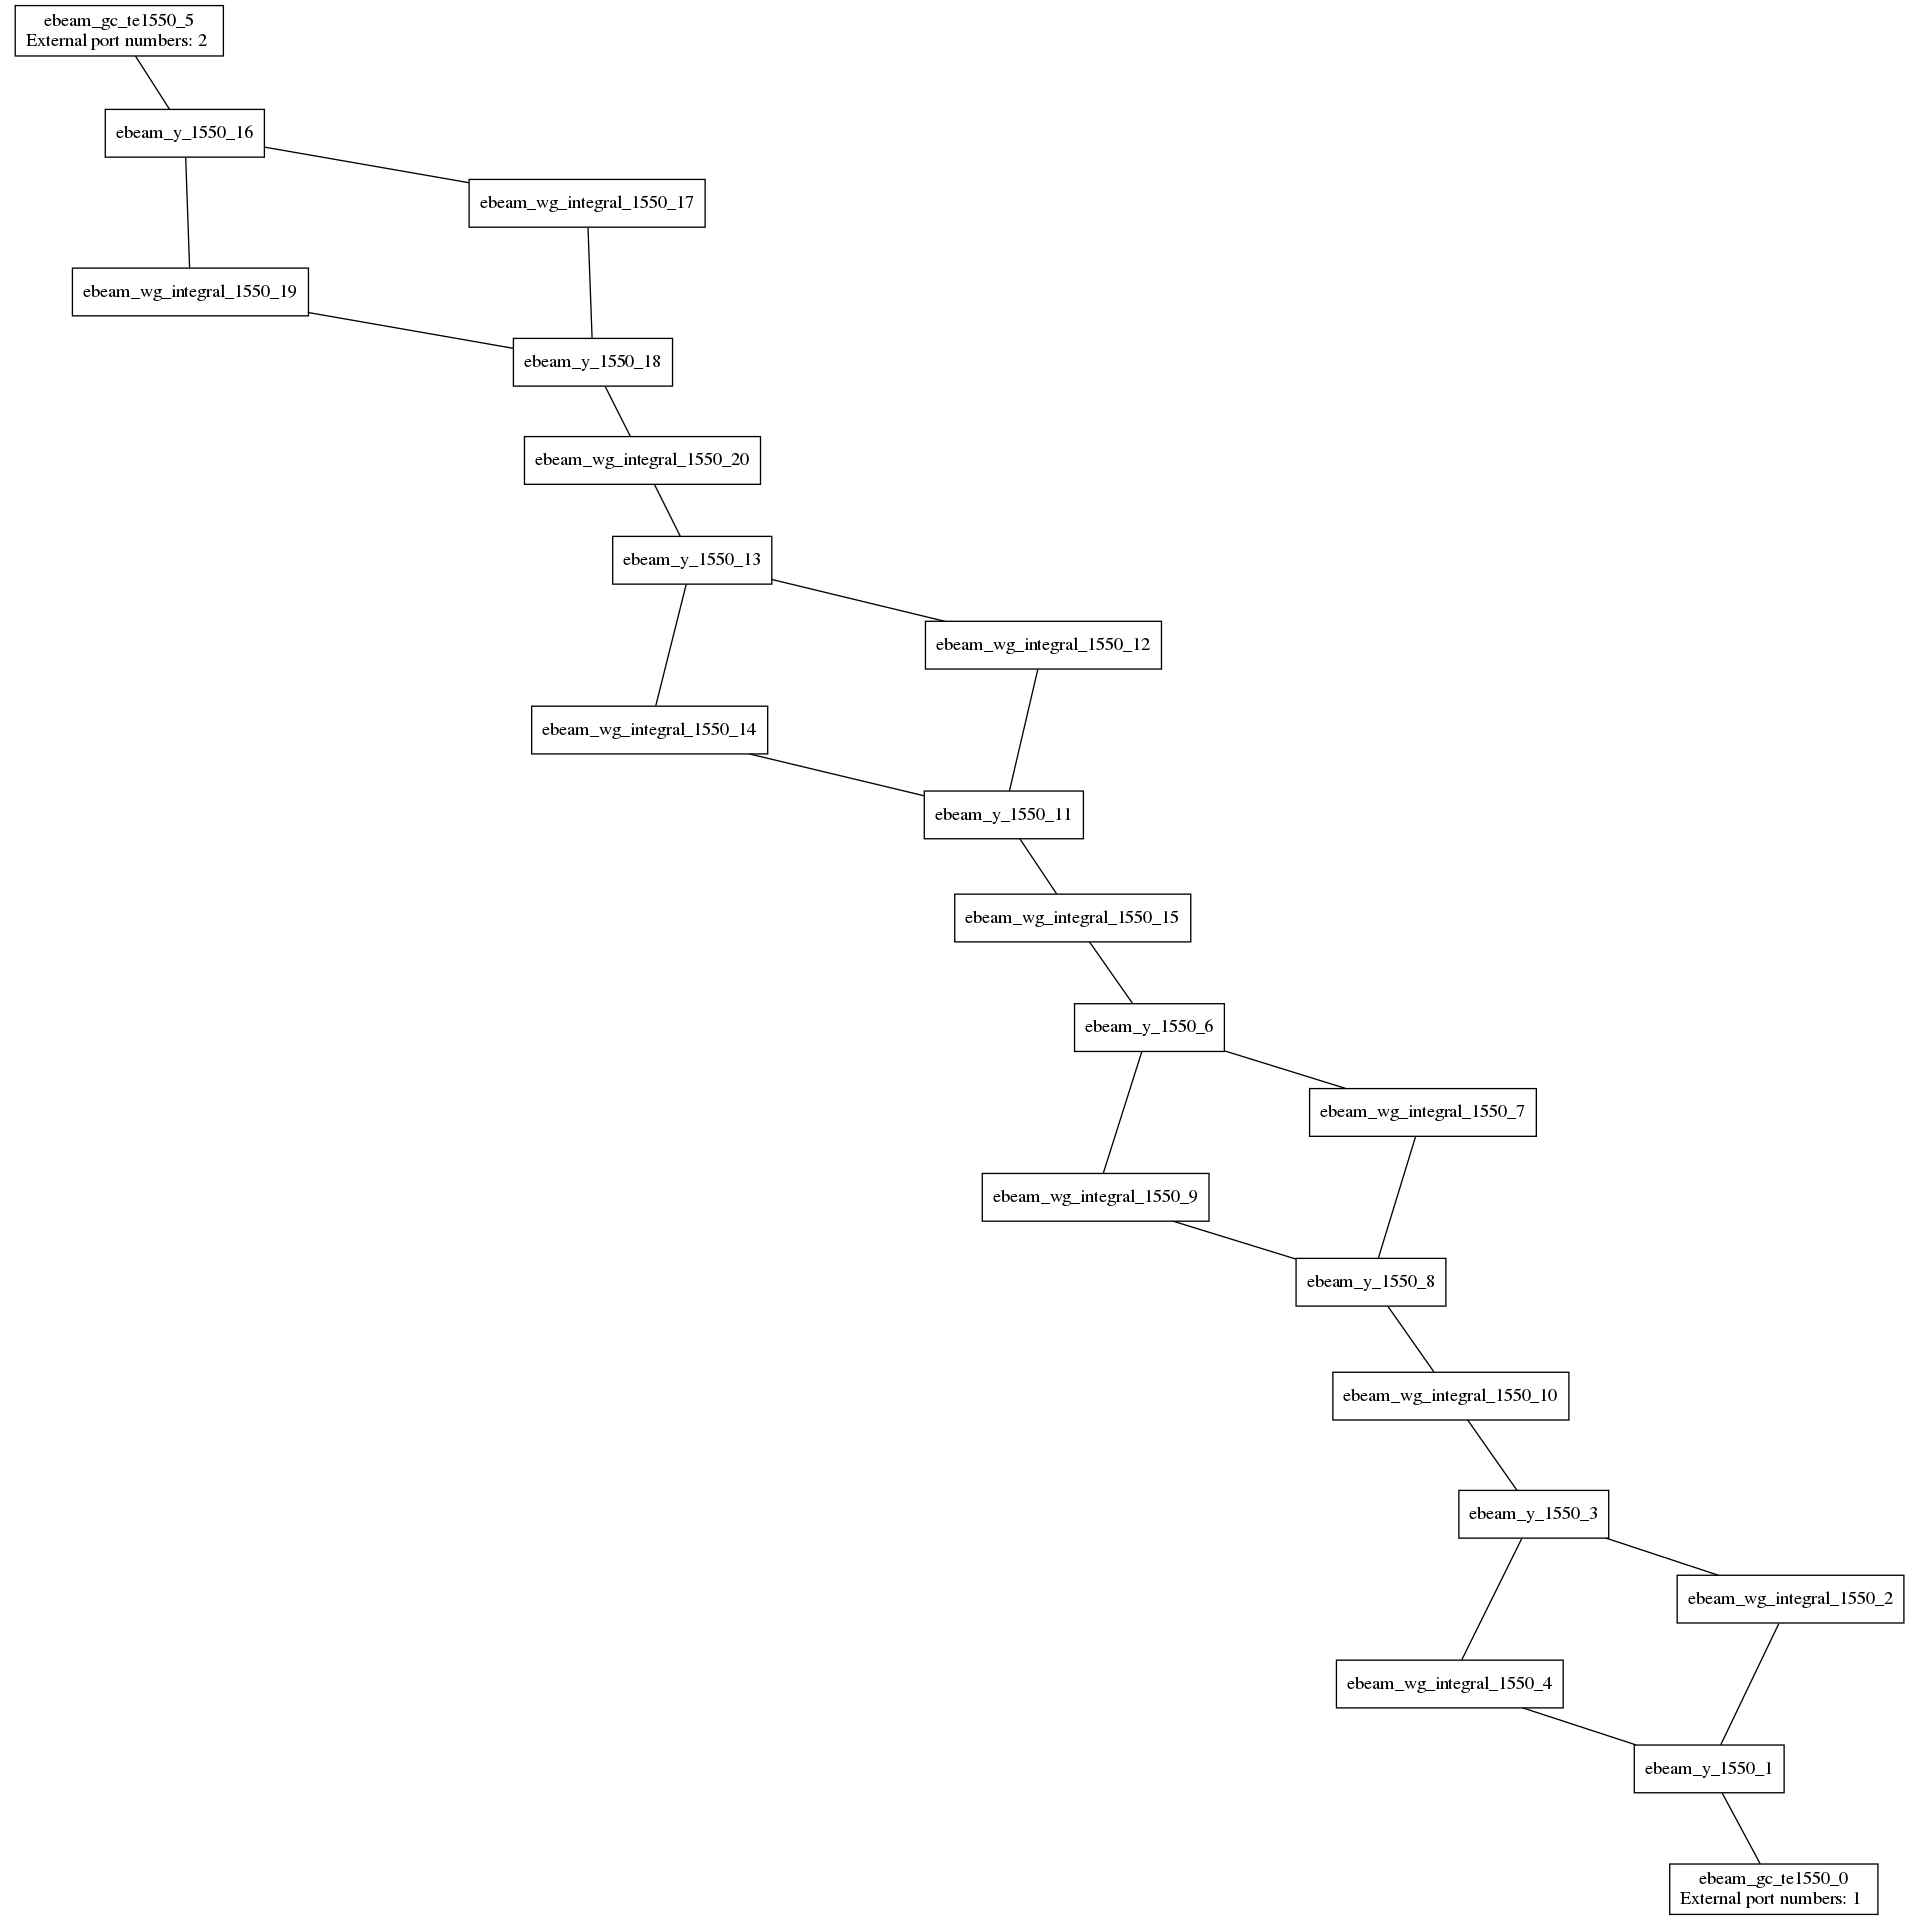 ebeam_gc_te1550_5
External port numbers: 2
ebeam_y_1550_16
ebeam_wg_integral_1550_17
ebeam_wg_integral_1550_19
ebeam_y_1550_18
ebeam_wg_integral_1550_20
ebeam_y_1550_13
ebeam_wg_integral_1550_12
ebeam_wg_integral_1550_14
ebeam_y_1550_11
ebeam_wg_integral_1550_15
ebeam_y_1550_6
ebeam_wg_integral_1550_7
ebeam_wg_integral_1550_9
ebeam_y_1550_8
ebeam_wg_integral_1550_10
ebeam_y_1550_3
ebeam_wg_integral_1550_2
ebeam_wg_integral_1550_4
ebeam_y_1550_1
ebeam_gc_te1550_0
External port numbers: 1